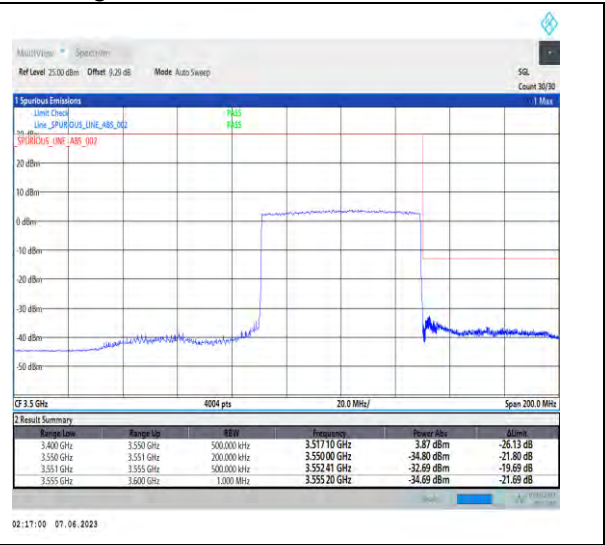 MultiView Spectrum
Ref Level 25.00 dBm Offset 9.29 dB Mode Auto Sweep SGL
Count 30/30
1 Spurious Emissions 1 Max
Limit Check PASS
Line _SPURIOUS_LINE_ABS_002 PASS
30 dBm
_SPURIOUS_LINE_ABS_002
20 dBm
10 dBm
0 dBm
-10 dBm
-20 dBm
-30 dBm
-40 dBm
-50 dBm
CF 3.5 GHz 4004 pts 20.0 MHz/ Span 200.0 MHz
2 Result Summary
Range Low Range Up RBW Frequency Power Abs ΔLimit
3.400 GHz 3.550 GHz 500.000 kHz 3.51710 GHz 3.87 dBm -26.13 dB
3.550 GHz 3.551 GHz 200.000 kHz 3.55000 GHz -34.80 dBm -21.80 dB
3.551 GHz 3.555 GHz 500.000 kHz 3.55241 GHz -32.69 dBm -19.69 dB
3.555 GHz 3.600 GHz 1.000 MHz 3.55520 GHz -34.69 dBm -21.69 dB
02:17:00 07.06.2023